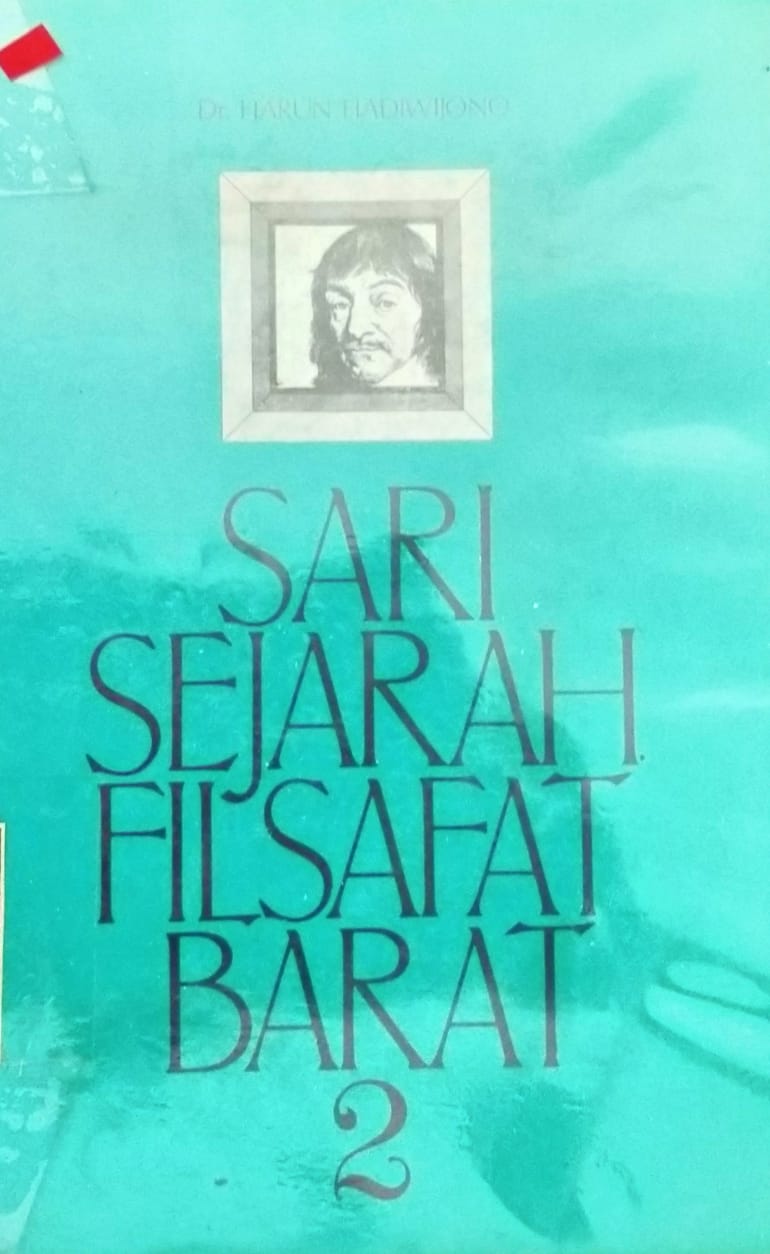 Dr. HARUN HADIWIJONO
SARI
SEJARAH
FILSAFAT
BARAT
2